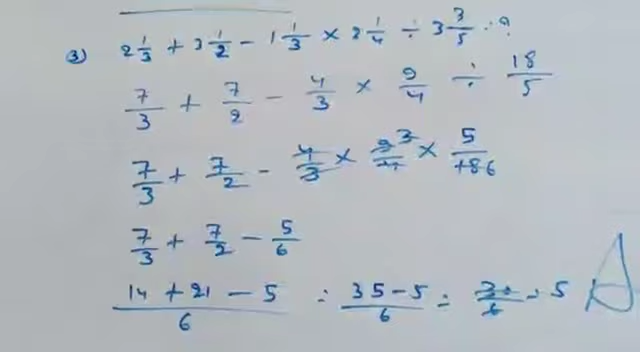 3) 2 1/3 + 3 1/2 - 1 1/3 × 2 1/4 ÷ 3 3/5 = ?
7/3 + 7/2 - 4/3 × 9/4 ÷ 18/5
7/3 + 7/2 - 4/3 × 9/4 3 × 5/18 6
7/3 + 7/2 - 5/6
14 + 21 - 5/6 = 35 - 5/6 = 30/6 = 5